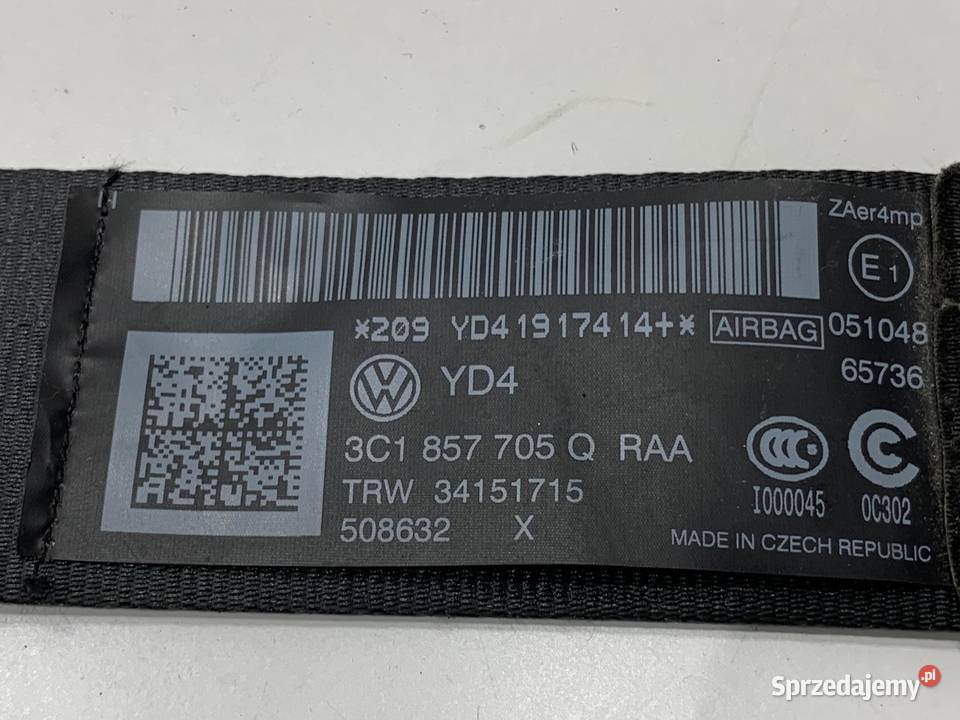 ZAer4mp
E1
*209 YD41917414+* AIRBAG 051048
65736
YD4
3C1 857 705 Q RAA
TRW 34151715
508632 X
I000045 0C302
MADE IN CZECH REPUBLIC
Sprzedajemy.pl